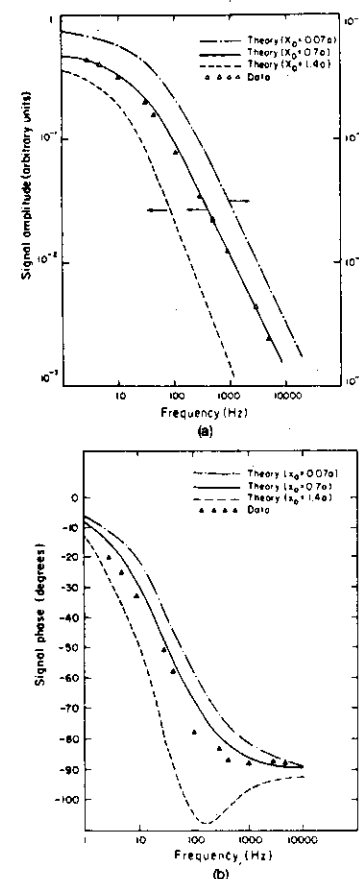 1
10⁻¹
10⁻²
Signal amplitude (arbitrary units)
Theory (X₀=0.07a)
Theory (X₀=0.7a)
Theory (X₀=1.4a)
Data
10 100 1000 10000
Frequency (Hz)
(a)
Theory (x₀=0.07a)
Theory (x₀=0.7a)
Theory (x₀=1.4a)
Data
0
-10
-20
-30
-40
-50
-60
-70
-80
-90
-100
Signal phase (degrees)
1 10 100 1000 10000
Frequency (Hz)
(b)